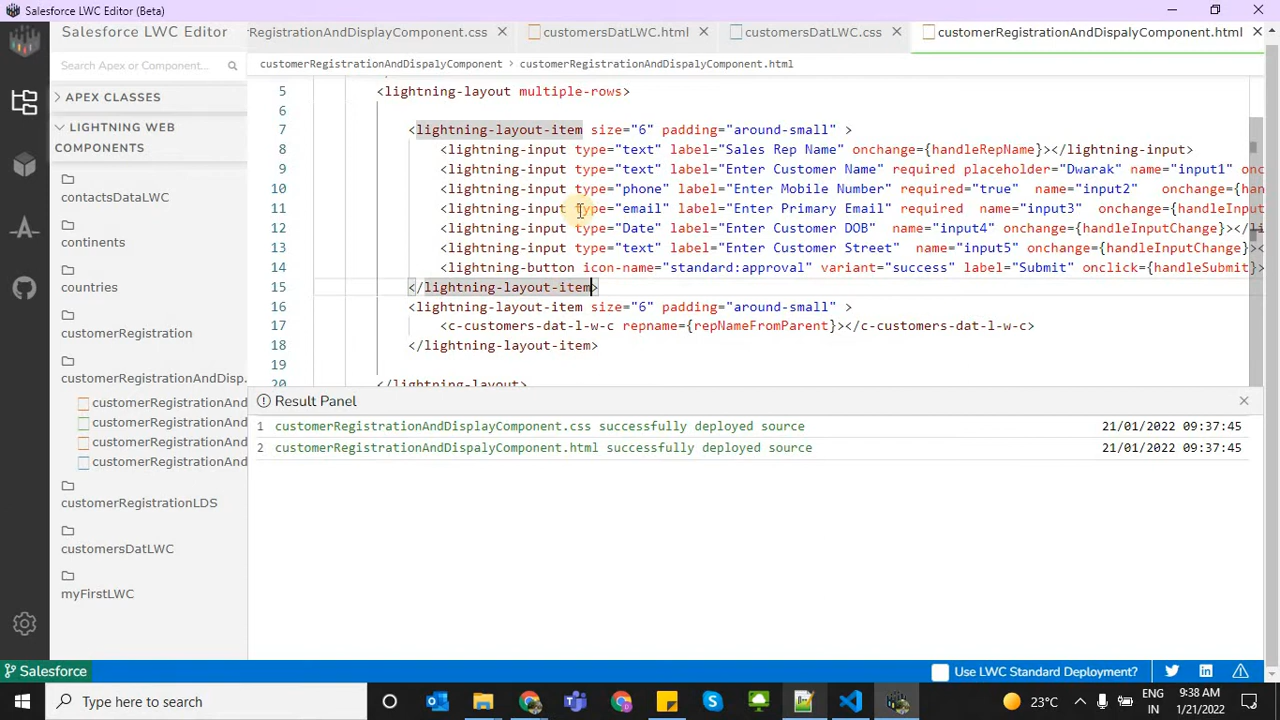 Salesforce LWC Editor (Beta)
Salesforce LWC Editor
RegistrationAndDisplayComponent.css
customersDatLWC.html
customersDatLWC.css
customerRegistrationAndDispalyComponent.html
Search Apex or Component...
customerRegistrationAndDispalyComponent > customerRegistrationAndDispalyComponent.html
APEX CLASSES
LIGHTNING WEB COMPONENTS
contactsDataLWC
continents
countries
customerRegistration
customerRegistrationAndDisp.
customerRegistrationAnd
customerRegistrationAnd
customerRegistrationAnd
customerRegistrationAnd
customerRegistrationLDS
customersDatLWC
myFirstLWC
5 <lightning-layout multiple-rows>
6
7 <lightning-layout-item size="6" padding="around-small" >
8 <lightning-input type="text" label="Sales Rep Name" onchange={handleRepName}></lightning-input>
9 <lightning-input type="text" label="Enter Customer Name" required placeholder="Dwarak" name="input1" onc
10 <lightning-input type="phone" label="Enter Mobile Number" required="true" name="input2" onchange={han
11 <lightning-input type="email" label="Enter Primary Email" required name="input3" onchange={handleInput
12 <lightning-input type="Date" label="Enter Customer DOB" name="input4" onchange={handleInputChange}></li
13 <lightning-input type="text" label="Enter Customer Street" name="input5" onchange={handleInputChange}><
14 <lightning-button icon-name="standard:approval" variant="success" label="Submit" onclick={handleSubmit}>
15 </lightning-layout-item>
16 <lightning-layout-item size="6" padding="around-small" >
17 <c-customers-dat-l-w-c repname={repNameFromParent}></c-customers-dat-l-w-c>
18 </lightning-layout-item>
19
20 </lightning-layout>
Result Panel
1 customerRegistrationAndDisplayComponent.css successfully deployed source 21/01/2022 09:37:45
2 customerRegistrationAndDispalyComponent.html successfully deployed source 21/01/2022 09:37:45
Salesforce
Use LWC Standard Deployment?
Type here to search
23°C
ENG
IN
9:38 AM
1/21/2022